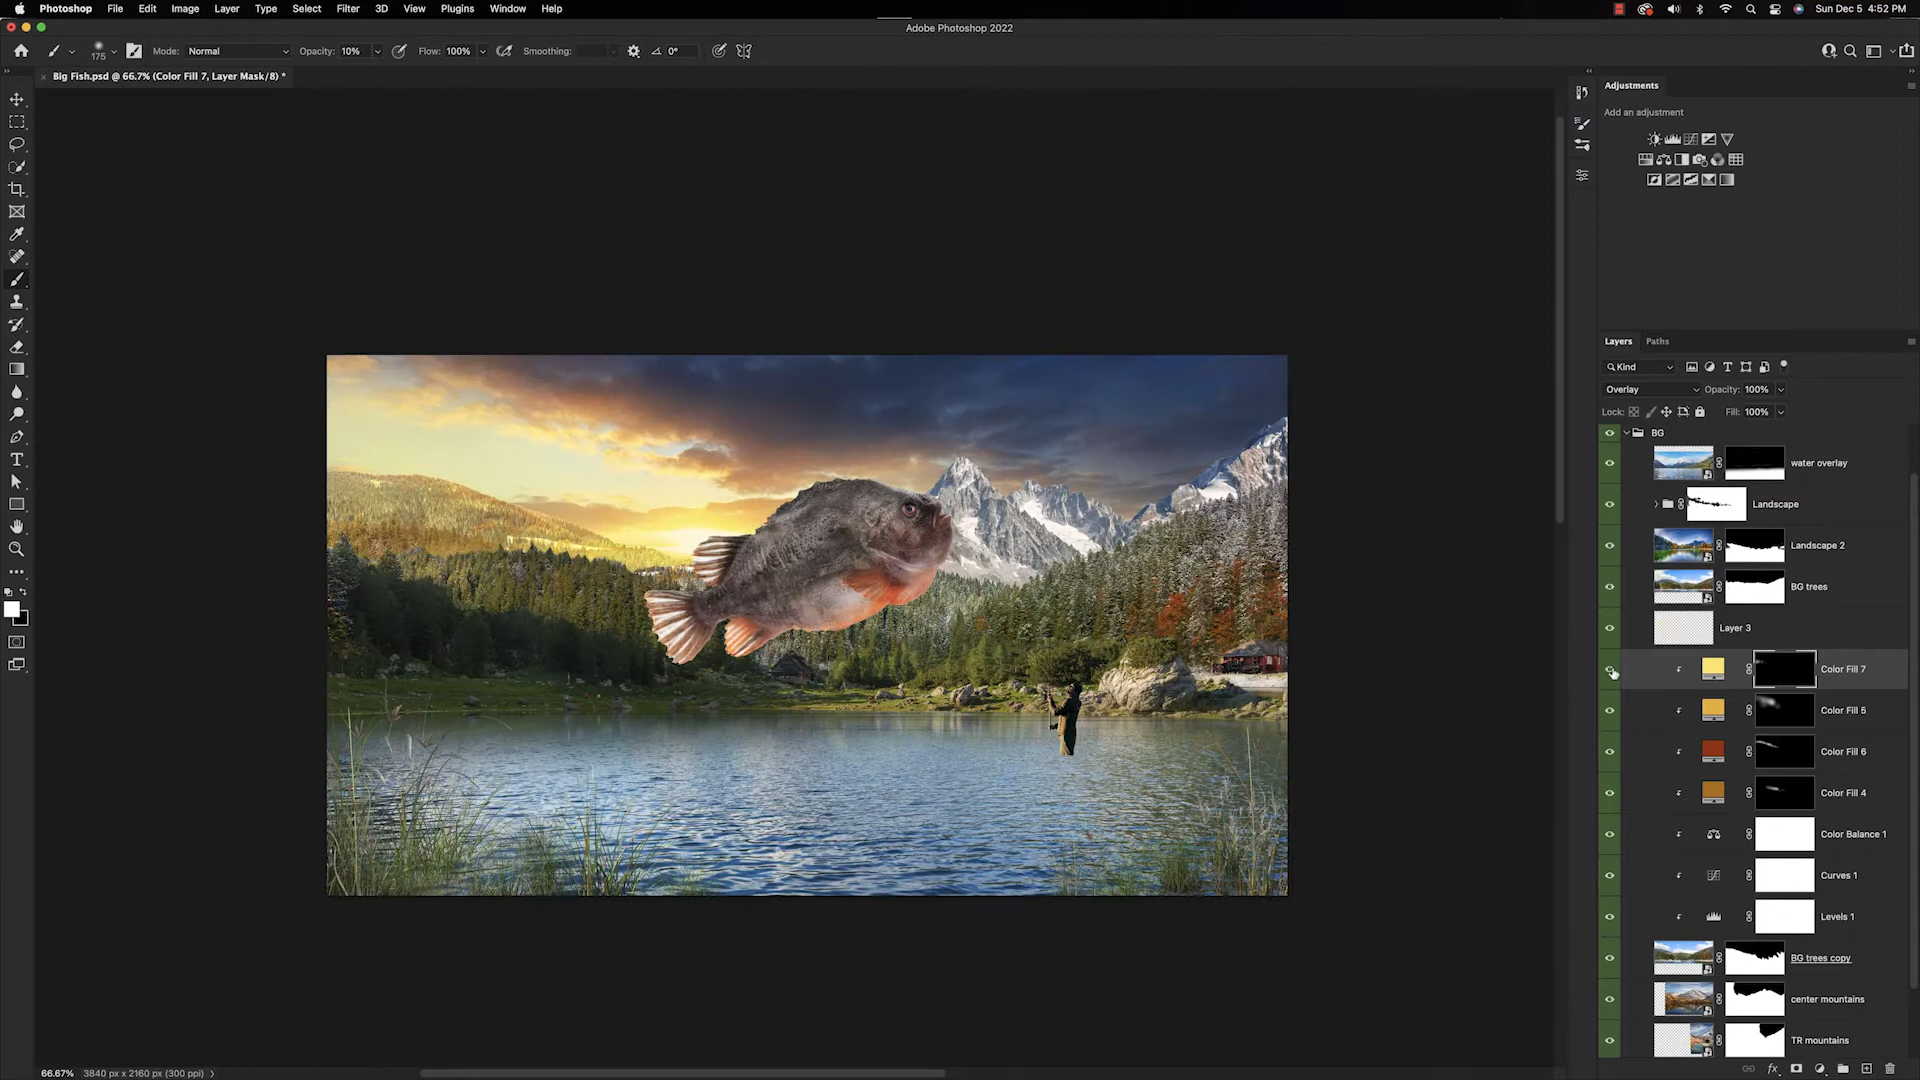 Photoshop File Edit Image Layer Type Select Filter 3D View Plugins Window Help Sun Dec 5 4:52 PM
Adobe Photoshop 2022
175 Mode: Normal Opacity: 10% Flow: 100% Smoothing: 0°
× Big Fish.psd @ 66.7% (Color Fill 7, Layer Mask/8) *
Adjustments
Add an adjustment
Layers Paths
Kind
Overlay Opacity: 100%
Lock: Fill: 100%
BG
water overlay
Landscape
Landscape 2
BG trees
Layer 3
Color Fill 7
Color Fill 5
Color Fill 6
Color Fill 4
Color Balance 1
Curves 1
Levels 1
BG trees copy
center mountains
TR mountains
66.67% 3840 px x 2160 px (300 ppi)
fx